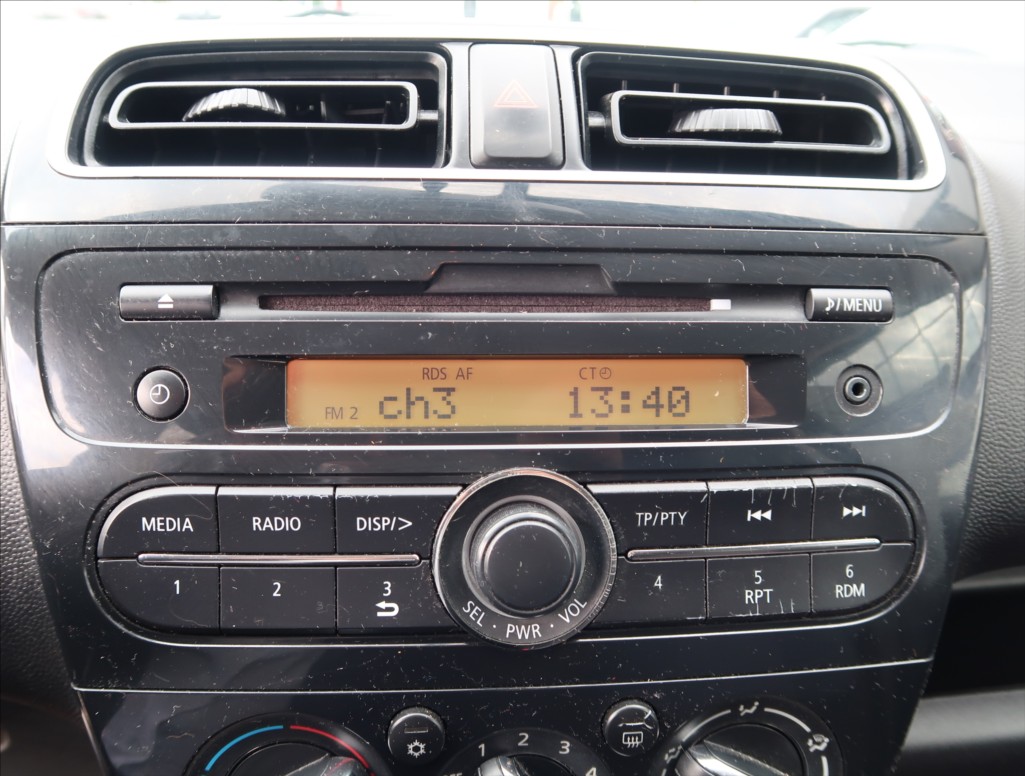 /MENU
RDS AF CT
FM 2 ch3 13:40
MEDIA RADIO DISP/> TP/PTY
1 2 3 4 5 6
RPT RDM
SEL · PWR · VOL
1 2 3 4